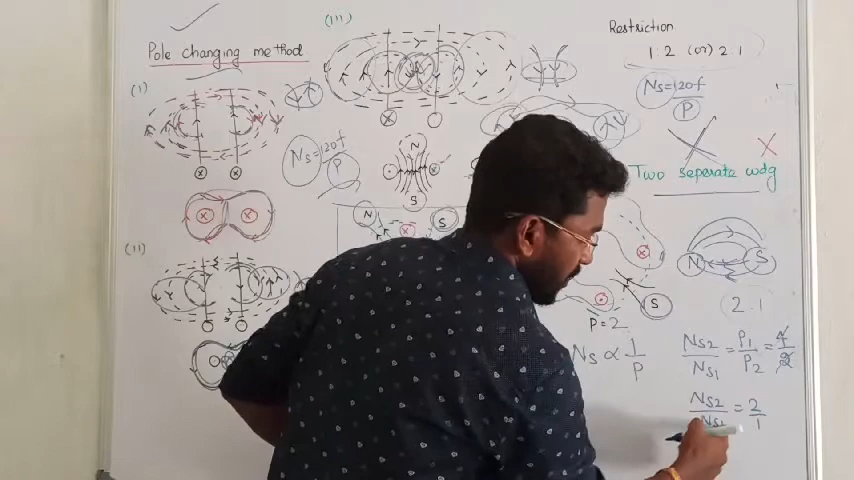 (III)
Restriction
Pole changing method
1:2 (or) 2:1
(I)
Ns=120f
P
X
X
Ns=120f
P
N
S
Two seperate wdg
N
S
(II)
N
S
S
2:1
P=2
Ns2 = P1 = 4
Ns1 P2 2
Ns ∝ 1
P
Ns2 = 2
Ns1 1